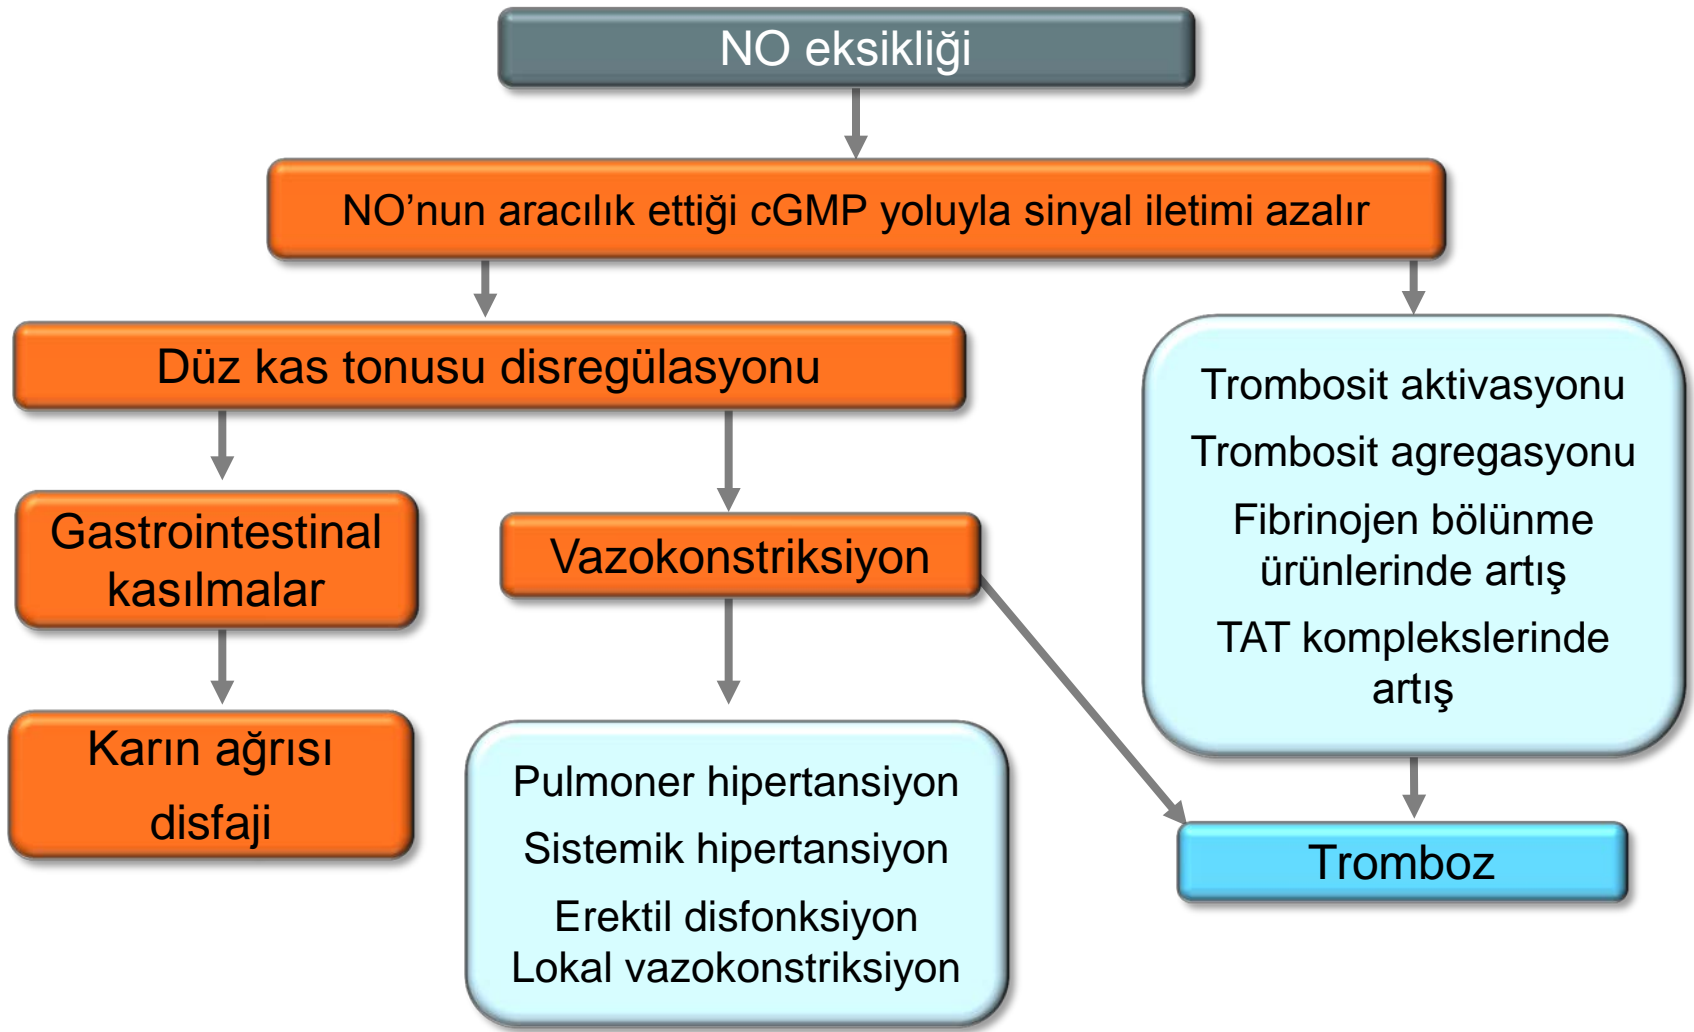 NO eksikliği
NO’nun aracılık ettiği cGMP yoluyla sinyal iletimi azalır
Düz kas tonusu disregülasyonu
Gastrointestinal
kasılmalar
Karın ağrısı
disfaji
Vazokonstriksiyon
Pulmoner hipertansiyon
Sistemik hipertansiyon
Erektil disfonksiyon
Lokal vazokonstriksiyon
Trombosit aktivasyonu
Trombosit agregasyonu
Fibrinojen bölünme
ürünlerinde artış
TAT komplekslerinde
artış
Tromboz